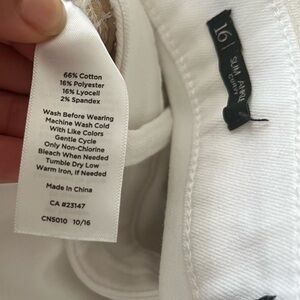 66% Cotton
16% Polyester
16% Lyocell
2% Spandex
Wash Before Wearing
Machine Wash Cold
With Like Colors
Gentle Cycle
Only Non-Chlorine
Bleach When Needed
Tumble Dry Low
Warm Iron, If Needed
Made In China
CA #23147
CN5010 10/16
16
SLIM ANKLE